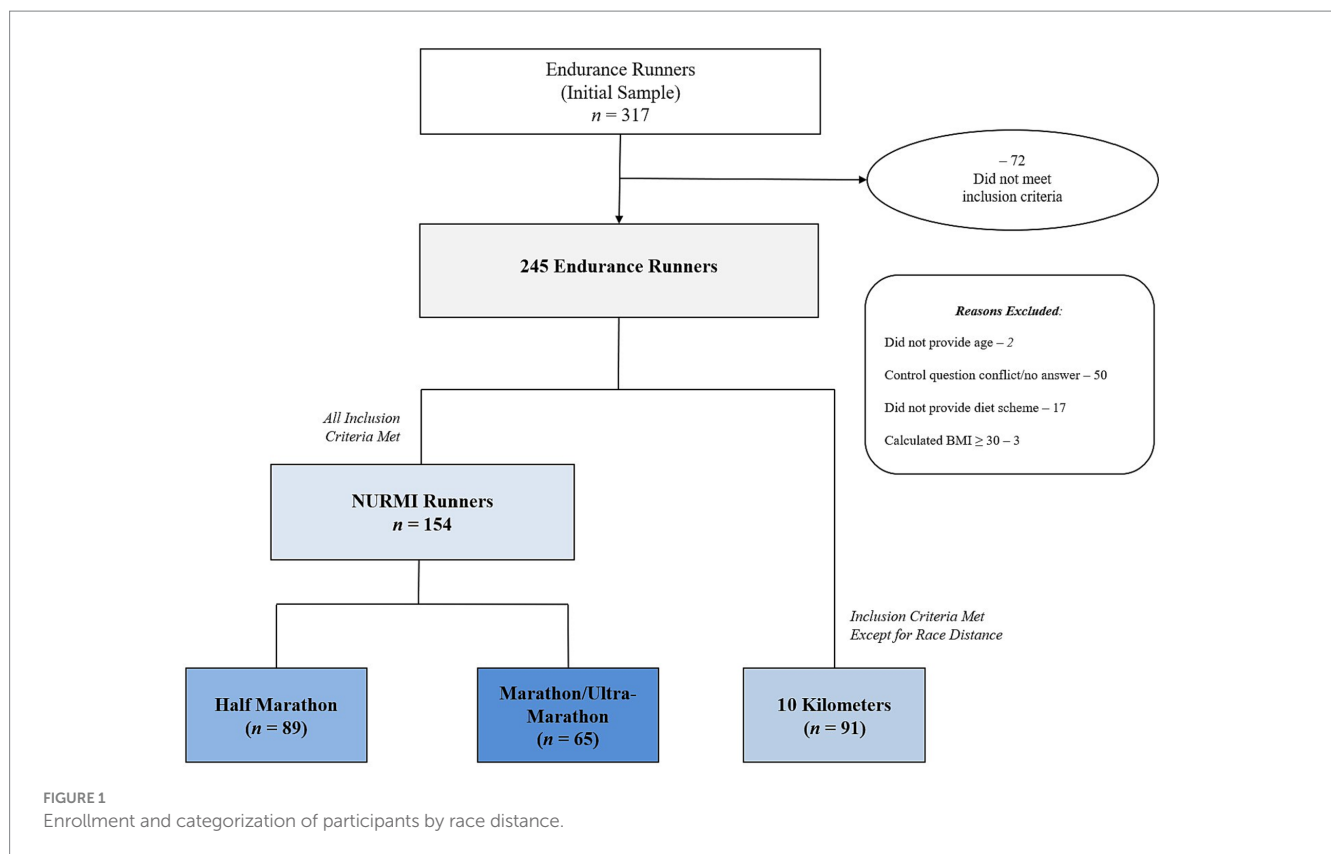 Endurance Runners
(Initial Sample)
n = 317
– 72
Did not meet
inclusion criteria
245 Endurance Runners
Reasons Excluded:
Did not provide age – 2
Control question conflict/no answer – 50
Did not provide diet scheme – 17
Calculated BMI ≥ 30 – 3
All Inclusion
Criteria Met
NURMI Runners
n = 154
Inclusion Criteria Met
Except for Race Distance
Half Marathon
(n = 89)
Marathon/Ultra-
Marathon
(n = 65)
10 Kilometers
(n = 91)
FIGURE 1
Enrollment and categorization of participants by race distance.